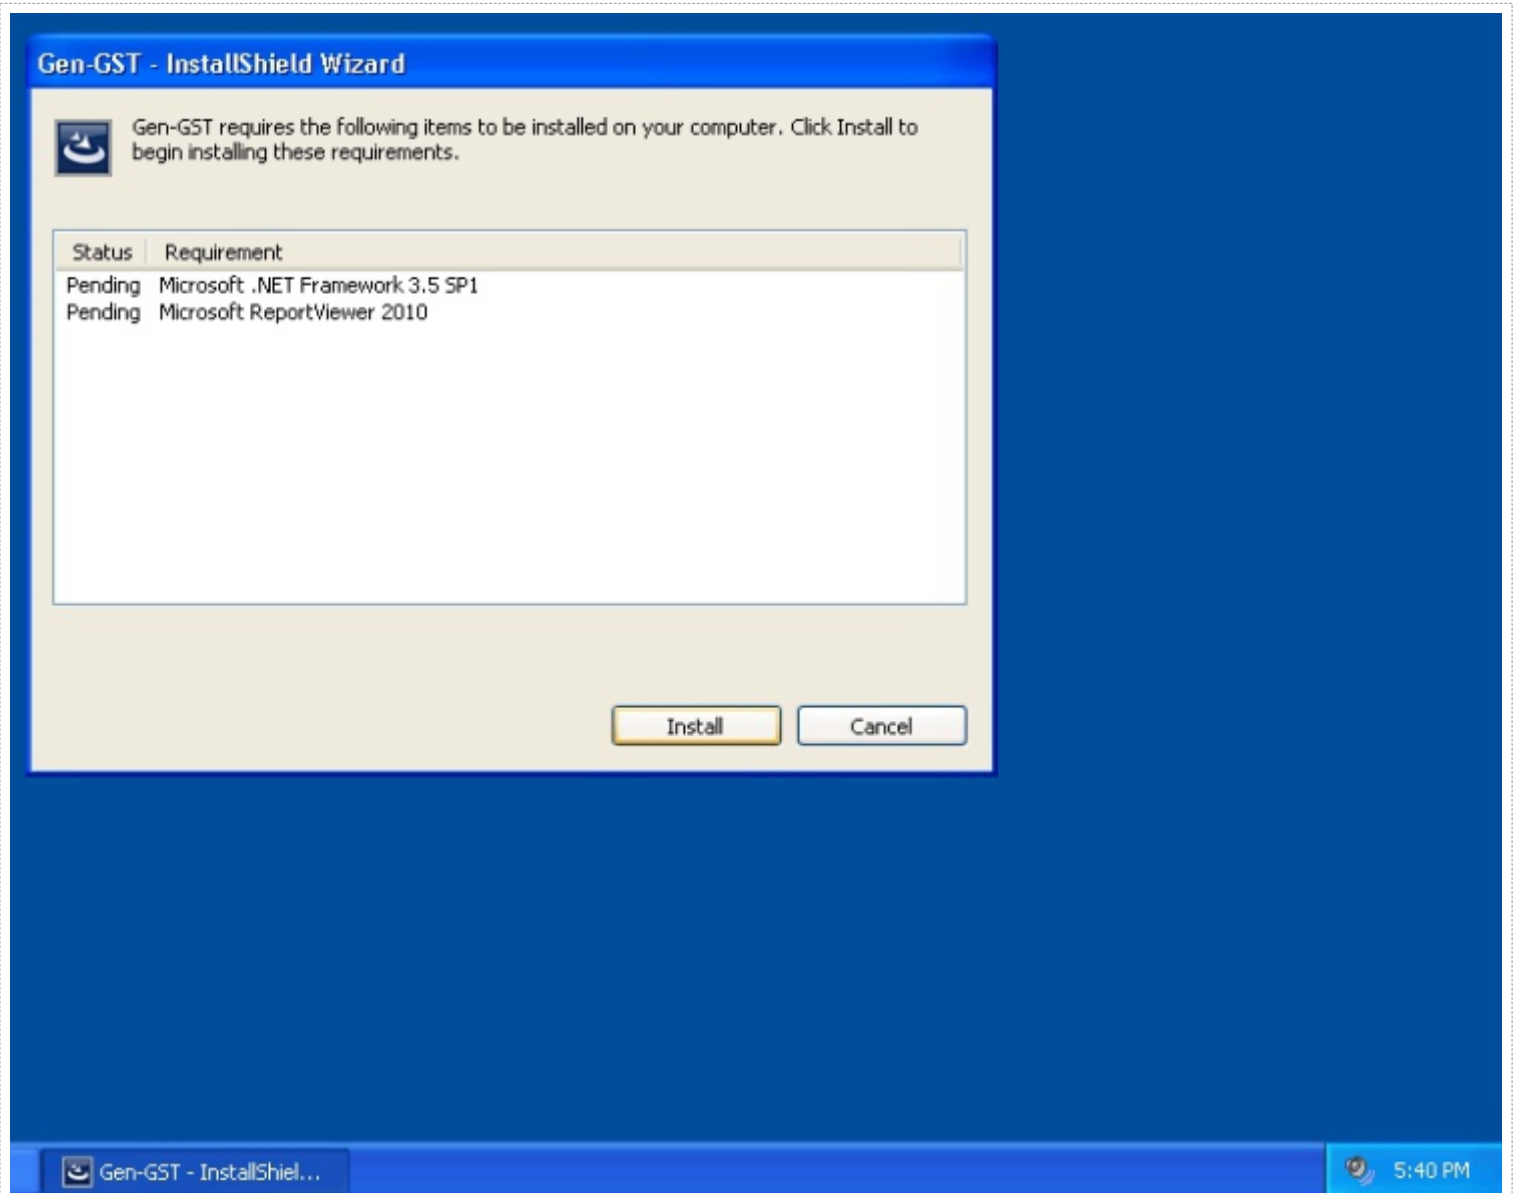 Gen-GST - InstallShield Wizard
Gen-GST requires the following items to be installed on your computer. Click Install to
begin installing these requirements.
Status Requirement
Pending Microsoft .NET Framework 3.5 SP1
Pending Microsoft ReportViewer 2010
Install Cancel
Gen-GST - InstallShiel... 5:40 PM